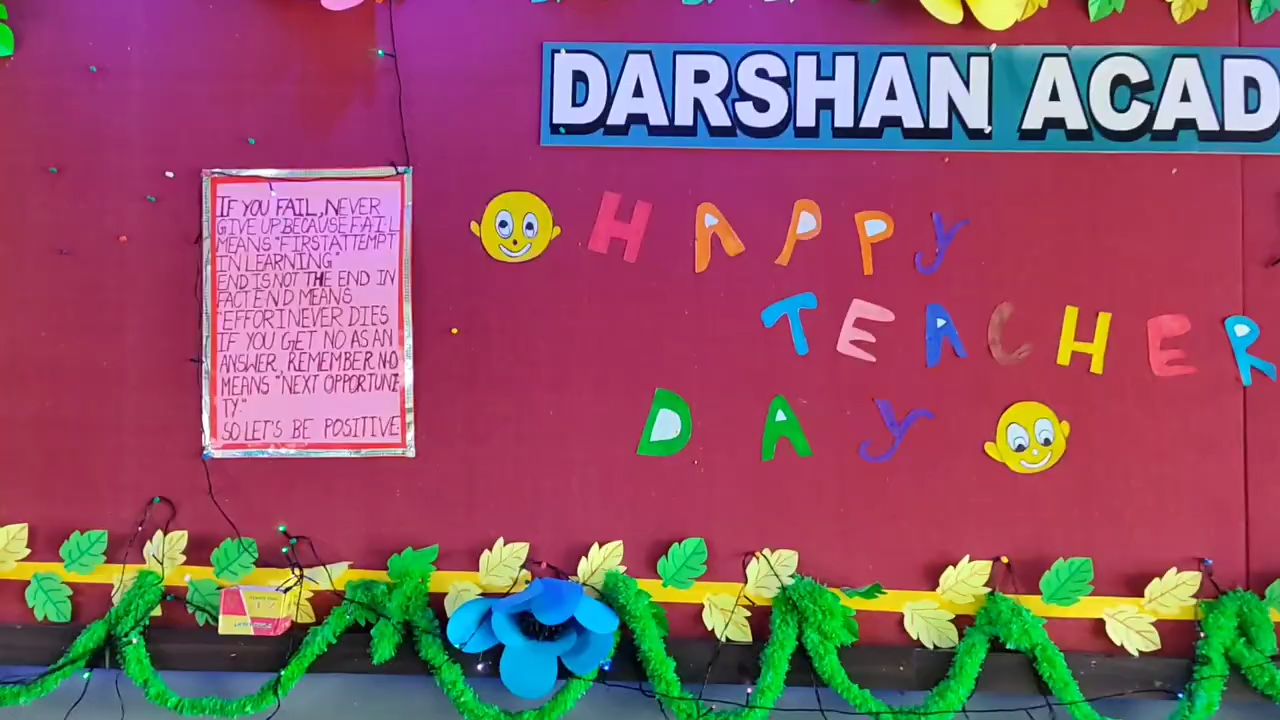 DARSHAN ACAD
IF YOU FAIL, NEVER
GIVE UP BECAUSE FAIL
MEANS "FIRST ATTEMPT
IN LEARNING"
END IS NOT THE END IN
FACT END MEANS
"EFFORT NEVER DIES
IF YOU GET NO AS AN
ANSWER, REMEMBER NO
MEANS "NEXT OPPORTUNI
TY."
SO LET'S BE POSITIVE.
HAPPY
TEACHER
DAY